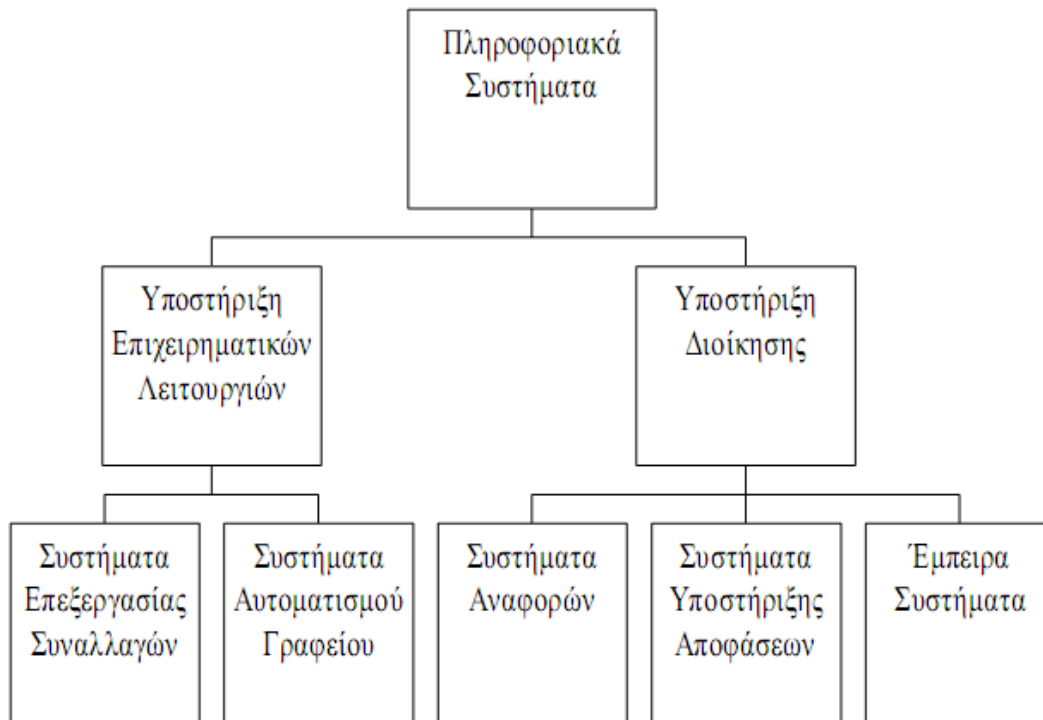 Πληροφοριακά
Συστήματα
Υποστήριξη
Επιχειρηματικών
Λειτουργιών
Υποστήριξη
Διοίκησης
Συστήματα
Επεξεργασίας
Συναλλαγών
Συστήματα
Αυτοματισμού
Γραφείου
Συστήματα
Αναφορών
Συστήματα
Υποστήριξης
Αποφάσεων
Έμπειρα
Συστήματα